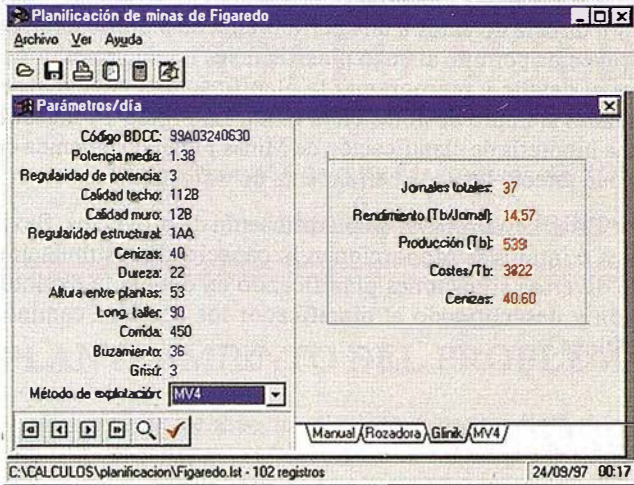 Planificación de minas de Figaredo
Archivo Ver Ayuda
Parámetros/día
Código BDCC: 99A03240630
Potencia media: 1.38
Regularidad de potencia: 3
Calidad techo: 112B
Calidad muro: 12B
Regularidad estructural: 1AA
Cenizas: 40
Dureza: 22
Altura entre plantas: 53
Long. taller: 90
Corrida: 450
Buzamiento: 36
Grisú: 3
Método de explotación: MV4
Jornales totales: 37
Rendimiento (Tb/Jornal): 14,57
Producción (Tb): 539
Costes/Tb: 3822
Cenizas: 40.60
Manual Rozadora Glinik MV4
C:\CALCULOS\planificacion\Figaredo.lst - 102 registros 24/09/97 00:17